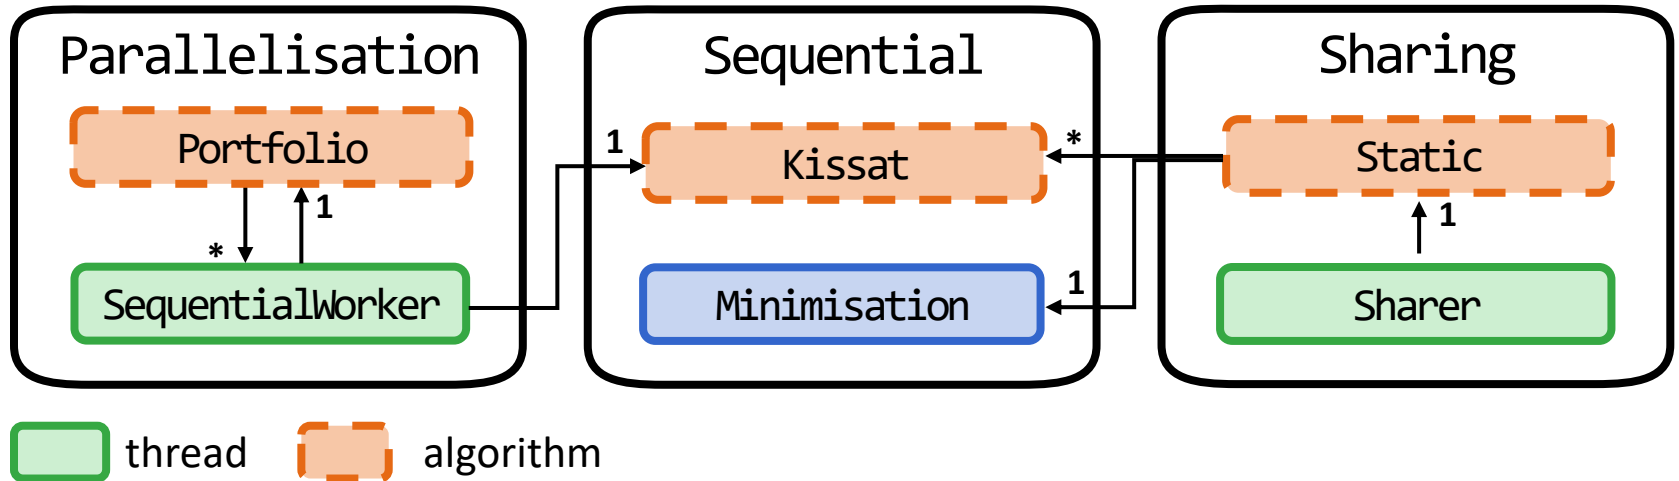 Parallelisation
Portfolio
1
*
SequentialWorker
Sequential
1
Kissat
*
Minimisation
1
Sharing
Static
1
Sharer
thread
algorithm